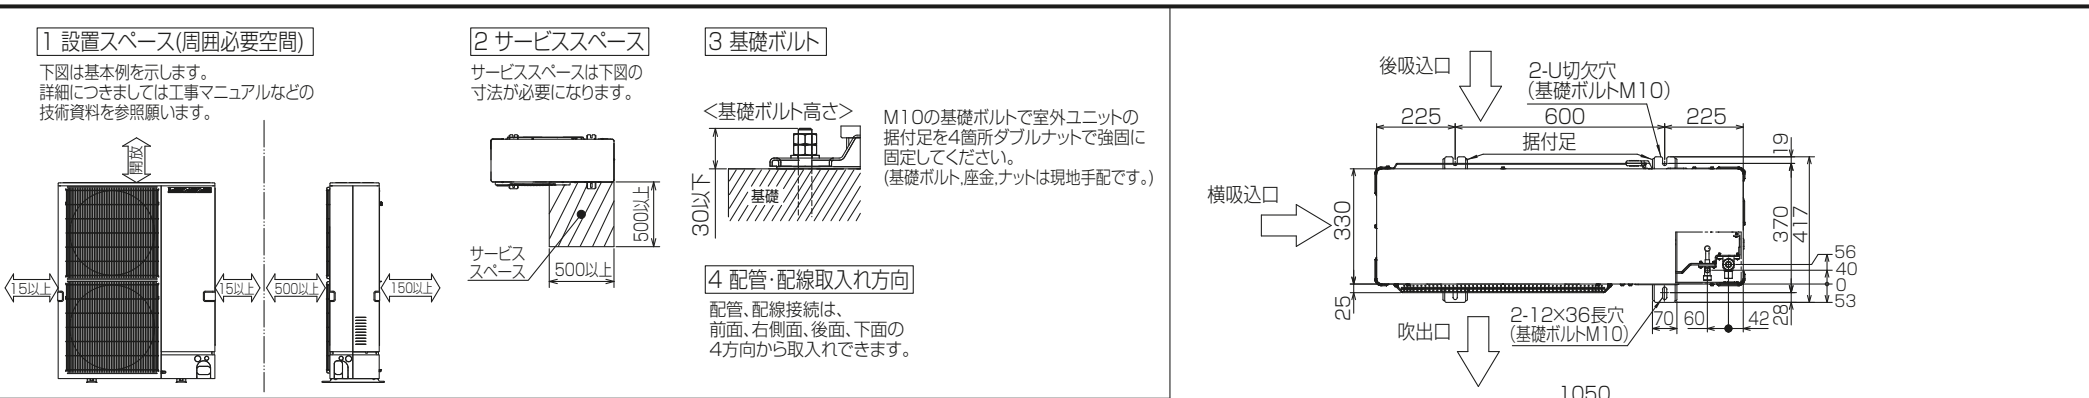 1 設置スペース(周囲必要空間)
下図は基本例を示します。
詳細につきましては工事マニュアルなどの
技術資料を参照願います。
開放
15以上
15以上
500以上
150以上
2 サービススペース
サービススペースは下図の
寸法が必要になります。
500以上
サービス
スペース
500以上
3 基礎ボルト
<基礎ボルト高さ>
30以下
基礎
M10の基礎ボルトで室外ユニットの
据付足を4箇所ダブルナットで強固に
固定してください。
(基礎ボルト,座金,ナットは現地手配です。)
4 配管・配線取入れ方向
配管、配線接続は、
前面、右側面、後面、下面の
4方向から取入れできます。
後吸込口
2-U切欠穴
(基礎ボルトM10)
225
600
225
据付足
19
横吸込口
330
370
417
56
40
0
53
25
28
70
60
42
2-12×36長穴
(基礎ボルトM10)
吹出口
1050